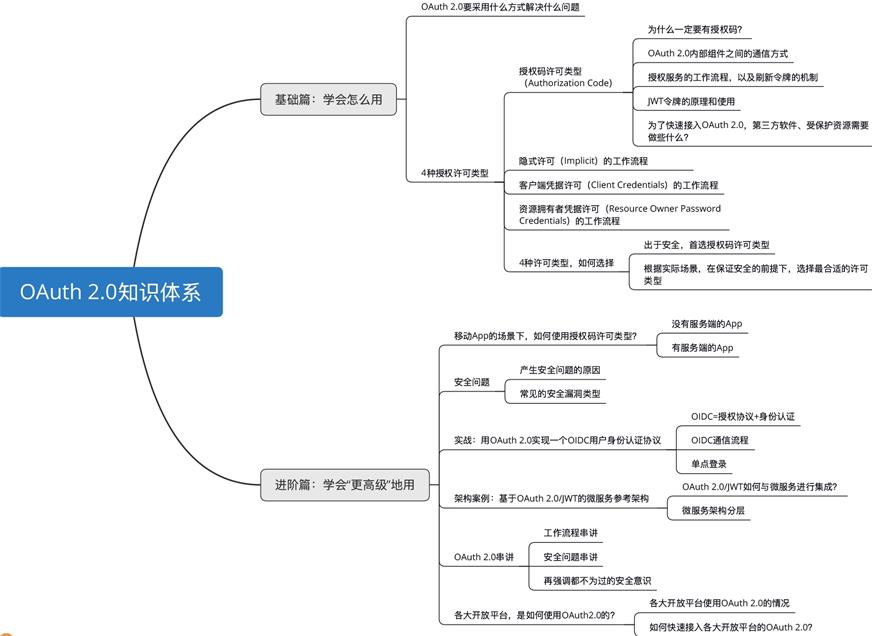 OAuth 2.0知识体系
基础篇：学会怎么用
OAuth 2.0要采用什么方式解决什么问题
4种授权许可类型
授权码许可类型
（Authorization Code)
为什么一定要有授权码？
OAuth 2.0内部组件之间的通信方式
授权服务的工作流程，以及刷新令牌的机制
JWT令牌的原理和使用
为了快速接入OAuth 2.0，第三方软件、受保护资源需要
做些什么？
隐式许可（Implicit）的工作流程
客户端凭据许可（Client Credentials）的工作流程
资源拥有者凭据许可（Resource Owner Password
Credentials）的工作流程
4种许可类型，如何选择
出于安全，首选授权码许可类型
根据实际场景，在保证安全的前提下，选择最合适的许可
类型
进阶篇：学会“更高级”地用
移动App的场景下，如何使用授权码许可类型？
没有服务端的App
有服务端的App
安全问题
产生安全问题的原因
常见的安全漏洞类型
实战：用OAuth 2.0实现一个OIDC用户身份认证协议
OIDC=授权协议+身份认证
OIDC通信流程
单点登录
架构案例：基于OAuth 2.0/JWT的微服务参考架构
OAuth 2.0/JWT如何与微服务进行集成？
微服务架构分层
OAuth 2.0串讲
工作流程串讲
安全问题串讲
再强调都不为过的安全意识
各大开放平台，是如何使用OAuth2.0的？
各大开放平台使用OAuth 2.0的情况
如何快速接入各大开放平台的OAuth 2.0？